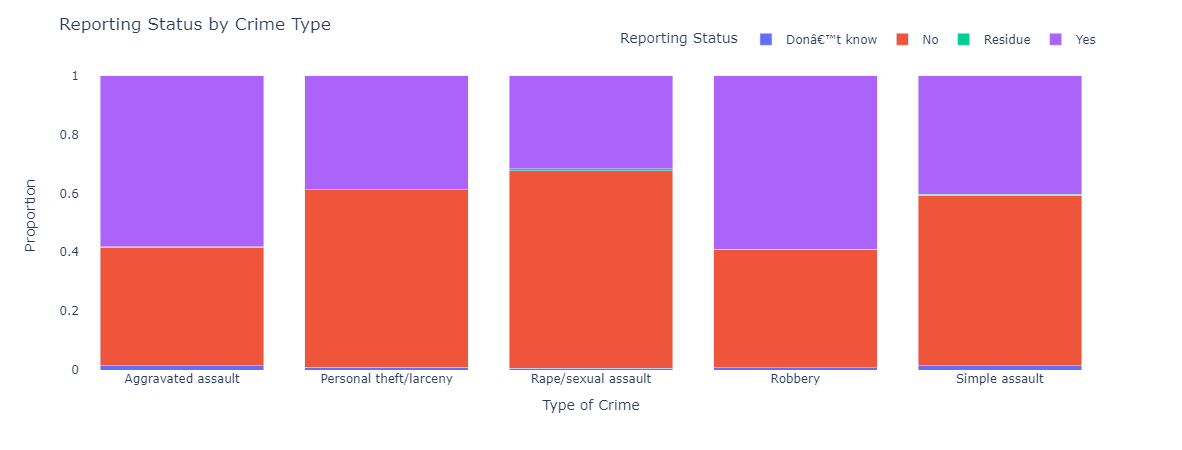 Reporting Status by Crime Type
Reporting Status Donâ€™t know No Residue Yes
1
0.8
0.6
0.4
0.2
0
Proportion
Aggravated assault Personal theft/larceny Rape/sexual assault Robbery Simple assault
Type of Crime